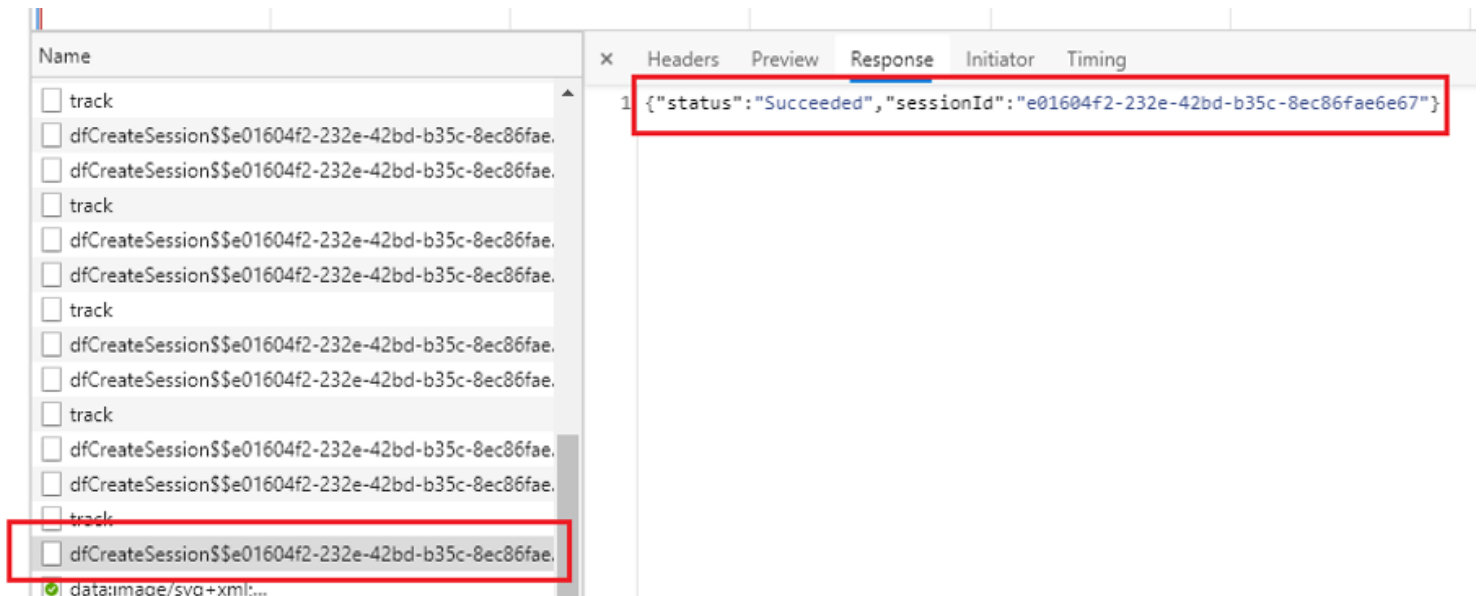 Name
track
dfCreateSession$$e01604f2-232e-42bd-b35c-8ec86fae.
dfCreateSession$$e01604f2-232e-42bd-b35c-8ec86fae.
track
dfCreateSession$$e01604f2-232e-42bd-b35c-8ec86fae.
dfCreateSession$$e01604f2-232e-42bd-b35c-8ec86fae.
track
dfCreateSession$$e01604f2-232e-42bd-b35c-8ec86fae.
dfCreateSession$$e01604f2-232e-42bd-b35c-8ec86fae.
track
dfCreateSession$$e01604f2-232e-42bd-b35c-8ec86fae.
dfCreateSession$$e01604f2-232e-42bd-b35c-8ec86fae.
track
dfCreateSession$$e01604f2-232e-42bd-b35c-8ec86fae.
data:image/svg+xml;...
× Headers Preview Response Initiator Timing
1 {"status":"Succeeded","sessionId":"e01604f2-232e-42bd-b35c-8ec86fae6e67"}